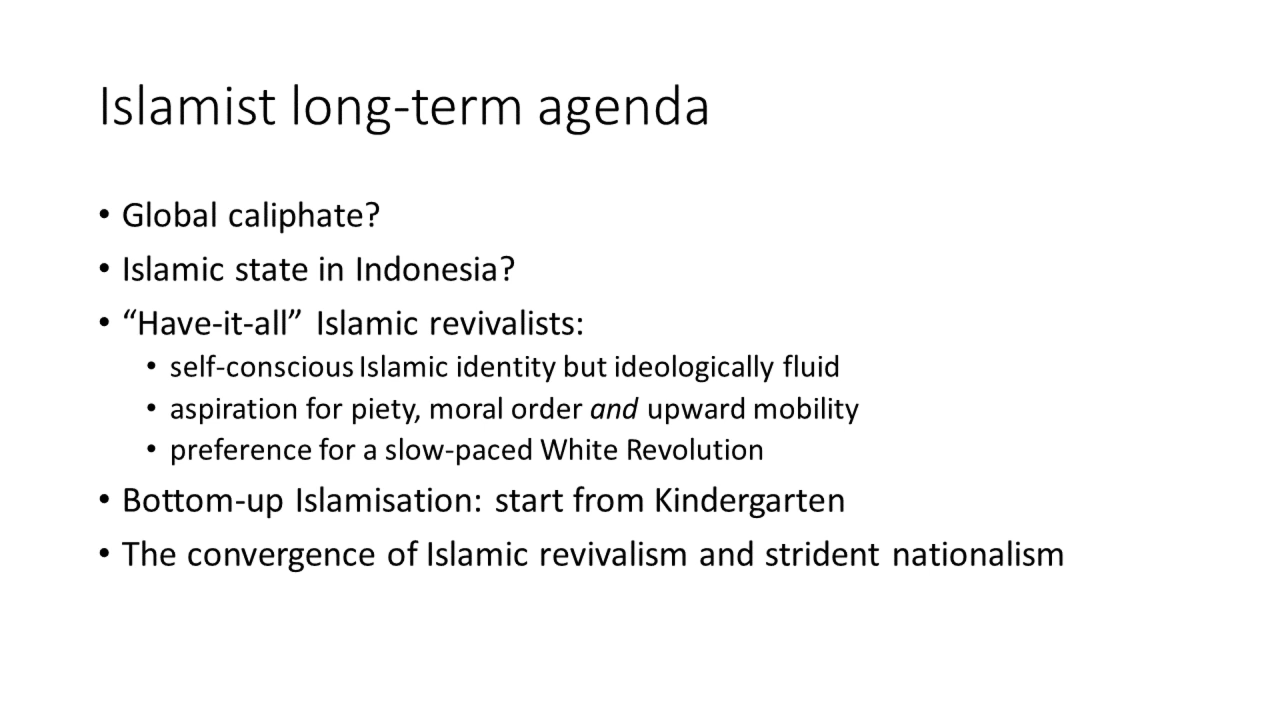 Islamist long-term agenda
• Global caliphate?
• Islamic state in Indonesia?
• “Have-it-all” Islamic revivalists:
• self-conscious Islamic identity but ideologically fluid
• aspiration for piety, moral order and upward mobility
• preference for a slow-paced White Revolution
• Bottom-up Islamisation: start from Kindergarten
• The convergence of Islamic revivalism and strident nationalism